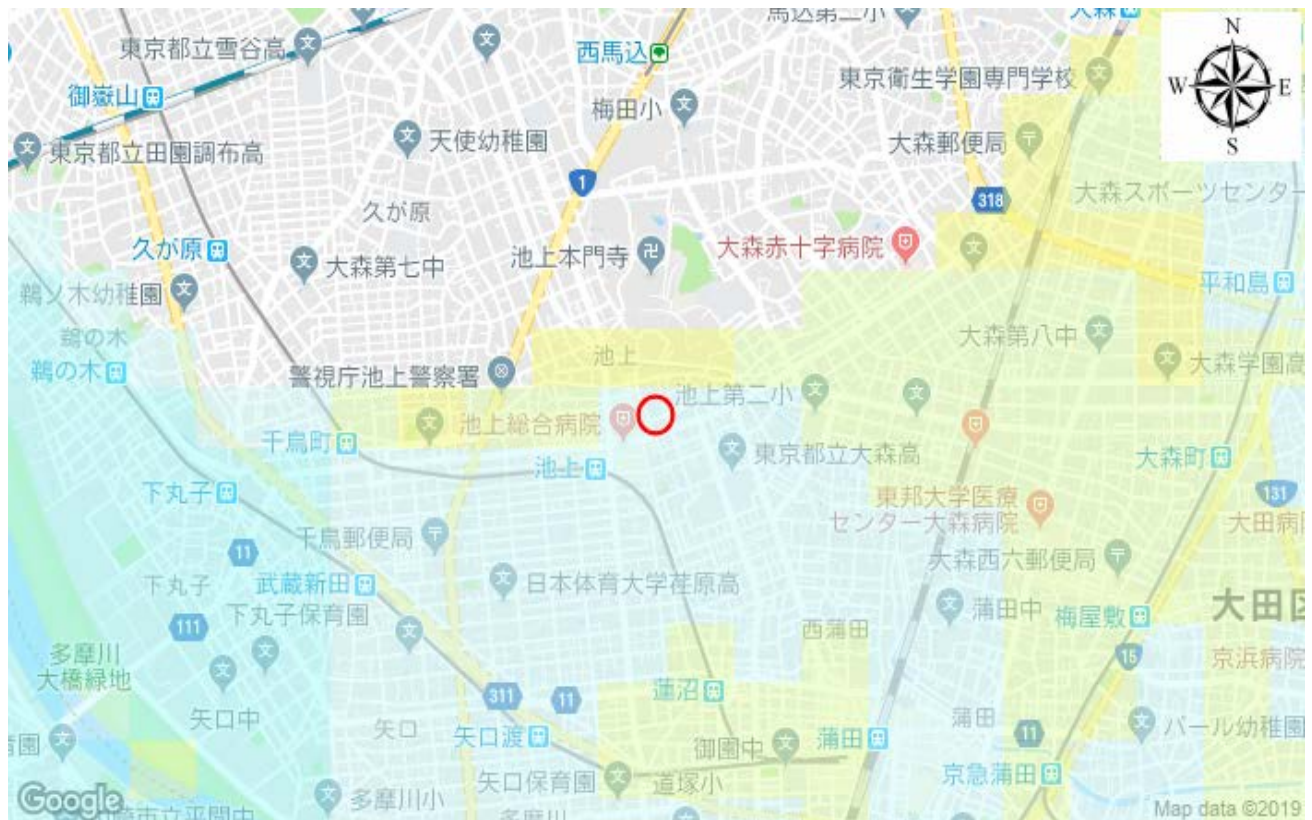 馬込第二小
大森
N
東京都立雪谷高
西馬込
W
E
S
御嶽山
梅田小
東京衛生学園専門学校
東京都立田園調布高
天使幼稚園
大森郵便局
1
318
大森スポーツセンター
久が原
久が原
大森第七中
池上本門寺
大森赤十字病院
平和島
鵜ノ木幼稚園
鵜の木
鵜の木
池上
大森第八中
大森学園高
警視庁池上警察署
池上第二小
池上総合病院
千鳥町
池上
東京都立大森高
大森町
下丸子
131
東邦大学医療
センター大森病院
大田病
千鳥郵便局
11
大森西六郵便局
下丸子
武蔵新田
日本体育大学荏原高
蒲田中
大田区
下丸子保育園
111
梅屋敷
西蒲田
多摩川
大橋緑地
15
京浜病院
蓮沼
311
11
矢口中
矢口
矢口渡
蒲田
11
パール幼稚園
御園中
蒲田
育園
矢口保育園
道塚小
京急蒲田
多摩川小
Google
Map data ©2019